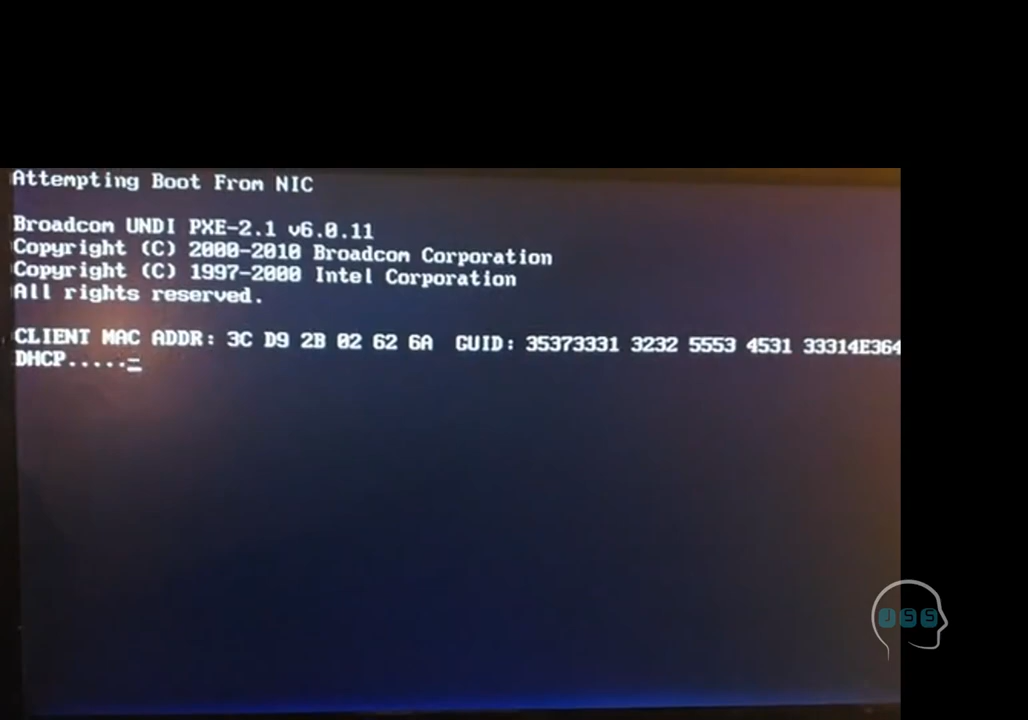 Attempting Boot From NIC
Broadcom UNDI PXE-2.1 v6.0.11
Copyright (C) 2000-2010 Broadcom Corporation
Copyright (C) 1997-2000 Intel Corporation
All rights reserved.
CLIENT MAC ADDR: 3C D9 2B 02 62 6A  GUID: 35373331 3232 5553 4531 33314E364
DHCP.....
JSS